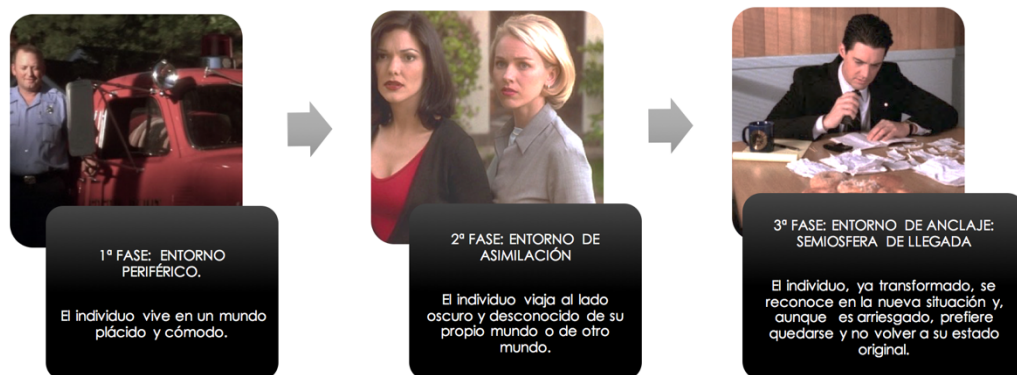 1ª FASE: ENTORNO
PERIFÉRICO.
El individuo vive en un mundo
plácido y cómodo.
2ª FASE: ENTORNO DE
ASIMILACIÓN
El individuo viaja al lado
oscuro y desconocido de su
propio mundo o de otro
mundo.
3ª FASE: ENTORNO DE ANCLAJE:
SEMIOSFERA DE LLEGADA
El individuo, ya transformado, se
reconoce en la nueva situación y,
aunque es arriesgado, prefiere
quedarse y no volver a su estado
original.